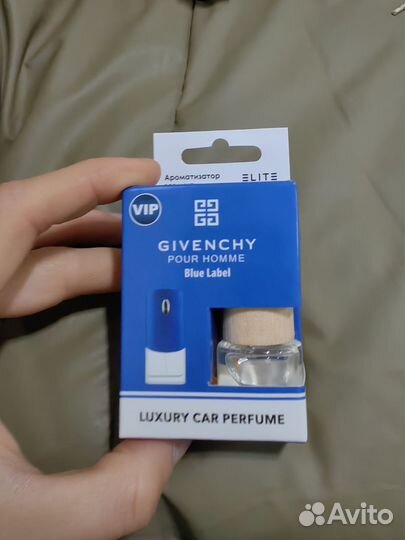 Ароматизатор
ELITE
VIP
GIVENCHY
POUR HOMME
Blue Label
LUXURY CAR PERFUME
Avito